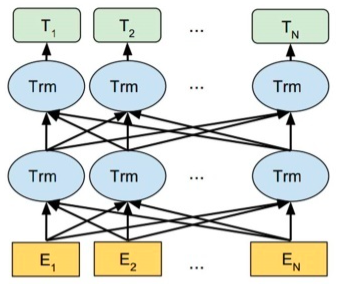 T1 T2 ... TN
Trm Trm ... Trm
Trm Trm ... Trm
E1 E2 ... EN